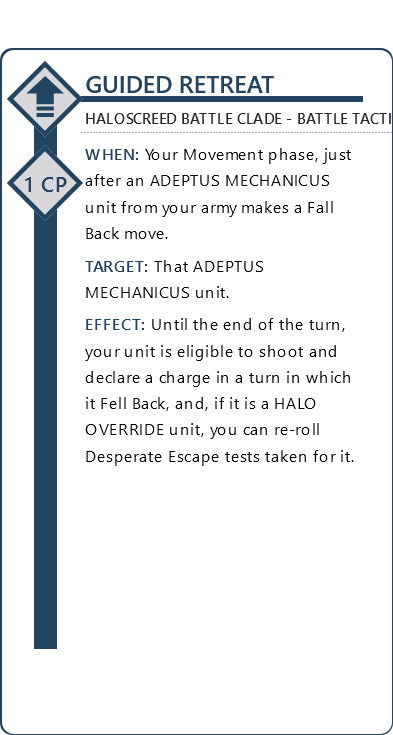 GUIDED RETREAT
HALOSCREED BATTLE CLADE - BATTLE TACTI
1 CP
WHEN: Your Movement phase, just
after an ADEPTUS MECHANICUS
unit from your army makes a Fall
Back move.
TARGET: That ADEPTUS
MECHANICUS unit.
EFFECT: Until the end of the turn,
your unit is eligible to shoot and
declare a charge in a turn in which
it Fell Back, and, if it is a HALO
OVERRIDE unit, you can re-roll
Desperate Escape tests taken for it.